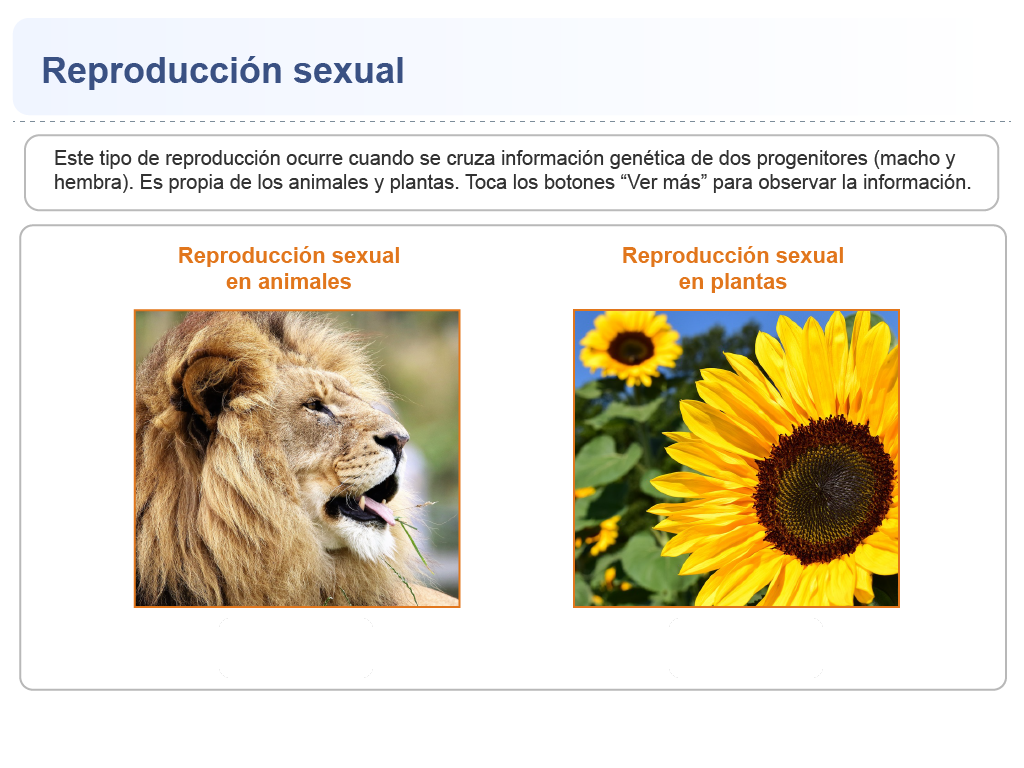 Reproducción sexual
Este tipo de reproducción ocurre cuando se cruza información genética de dos progenitores (macho y
hembra). Es propia de los animales y plantas. Toca los botones “Ver más” para observar la información.
Reproducción sexual
en animales
Reproducción sexual
en plantas